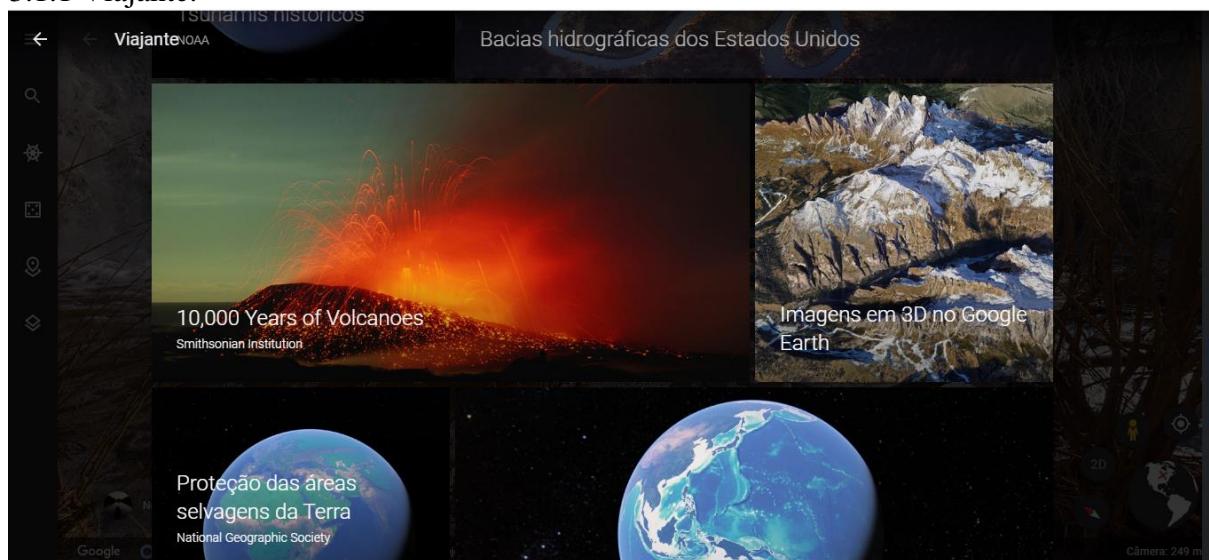 5.1.1 Viajante.
Tsunamis históricos
NOAA
Viajante
Bacias hidrográficas dos Estados Unidos
10,000 Years of Volcanoes
Smithsonian Institution
Imagens em 3D no Google
Earth
Proteção das áreas
selvagens da Terra
National Geographic Society
2D
Google
Câmera: 249 m